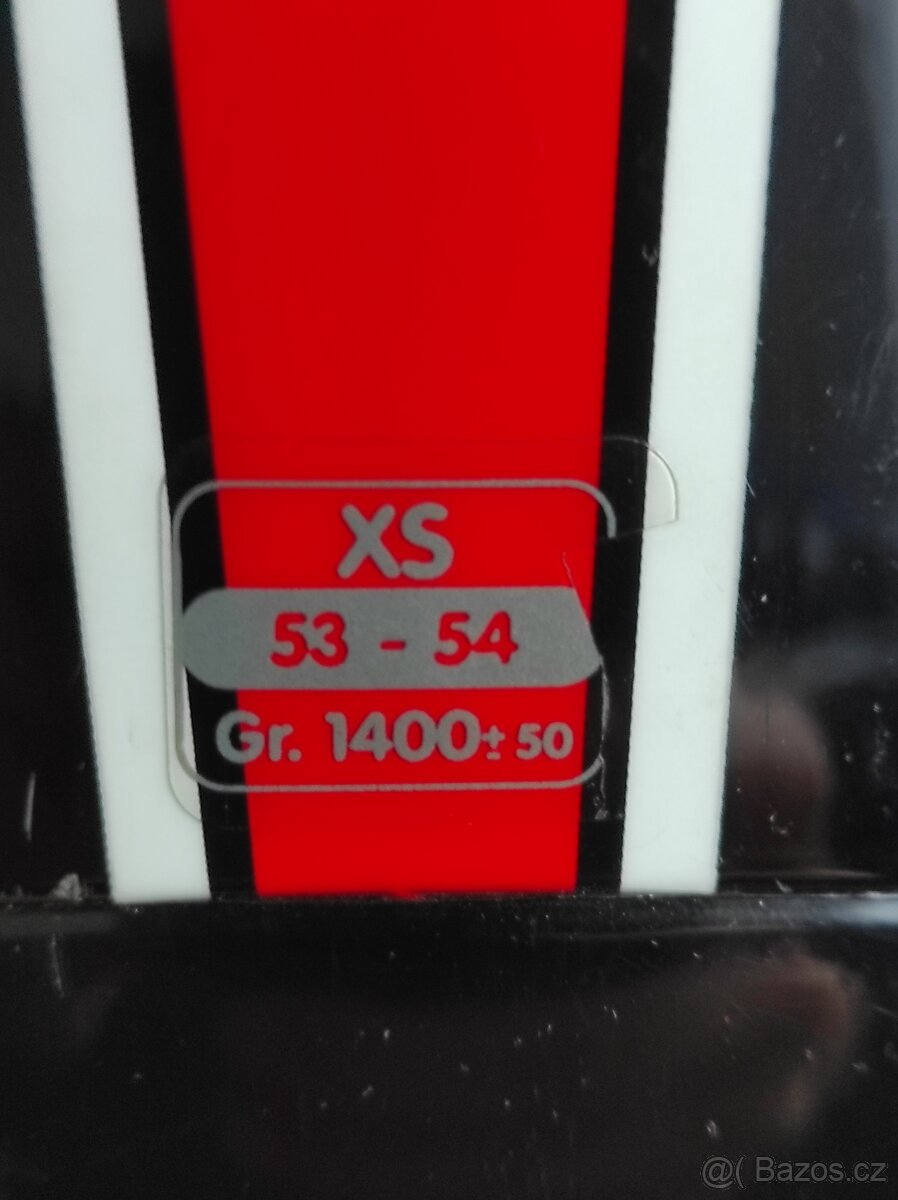 XS
53 - 54
Gr. 1400± 50
@( Bazos.cz